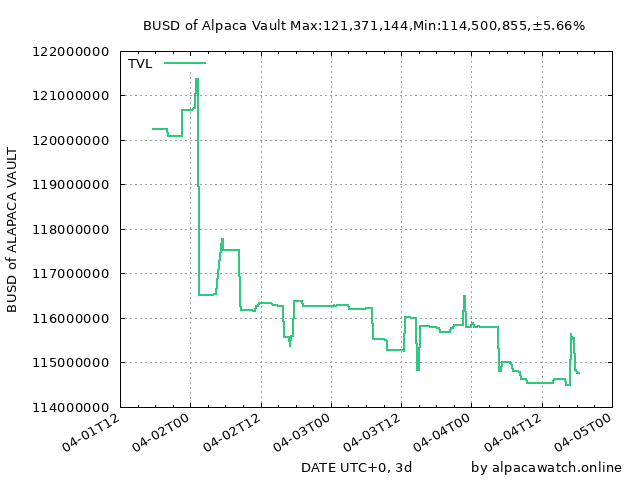 BUSD of Alpaca Vault Max:121,371,144,Min:114,500,855,±5.66%
TVL
122000000
121000000
120000000
119000000
118000000
117000000
116000000
115000000
114000000
BUSD of ALAPACA VAULT
04-01T12
04-02T00
04-02T12
04-03T00
04-03T12
04-04T00
04-04T12
04-05T00
DATE UTC+0, 3d
by alpacawatch.online